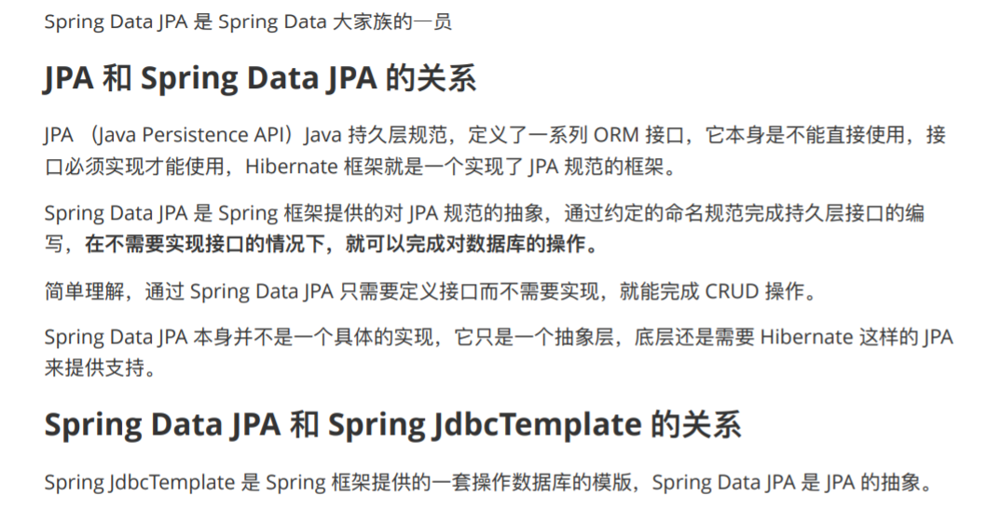 Spring Data JPA 是 Spring Data 大家族的一员
JPA 和 Spring Data JPA 的关系
JPA （Java Persistence API）Java 持久层规范，定义了一系列 ORM 接口，它本身是不能直接使用，接
口必须实现才能使用，Hibernate 框架就是一个实现了 JPA 规范的框架。
Spring Data JPA 是 Spring 框架提供的对 JPA 规范的抽象，通过约定的命名规范完成持久层接口的编
写，在不需要实现接口的情况下，就可以完成对数据库的操作。
简单理解，通过 Spring Data JPA 只需要定义接口而不需要实现，就能完成 CRUD 操作。
Spring Data JPA 本身并不是一个具体的实现，它只是一个抽象层，底层还是需要 Hibernate 这样的 JPA
来提供支持。
Spring Data JPA 和 Spring JdbcTemplate 的关系
Spring JdbcTemplate 是 Spring 框架提供的一套操作数据库的模版，Spring Data JPA 是 JPA 的抽象。